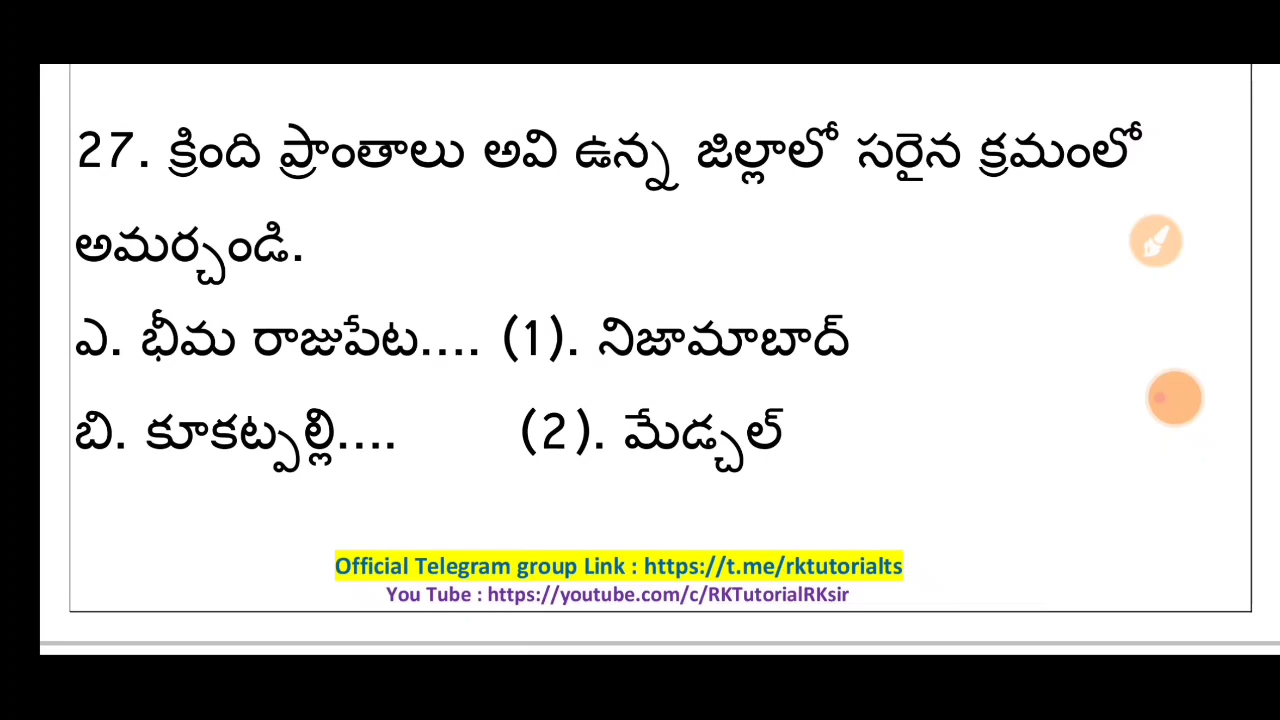 27. క్రింది ప్రాంతాలు అవి ఉన్న జిల్లాలో సరైన క్రమంలో
అమర్చండి.
ఎ. భీమ రాజుపేట.... (1). నిజామాబాద్
బి. కూకట్పల్లి.... (2). మేడ్చల్
Official Telegram group Link : https://t.me/rktutorialts
You Tube : https://youtube.com/c/RKTutorialRKsir